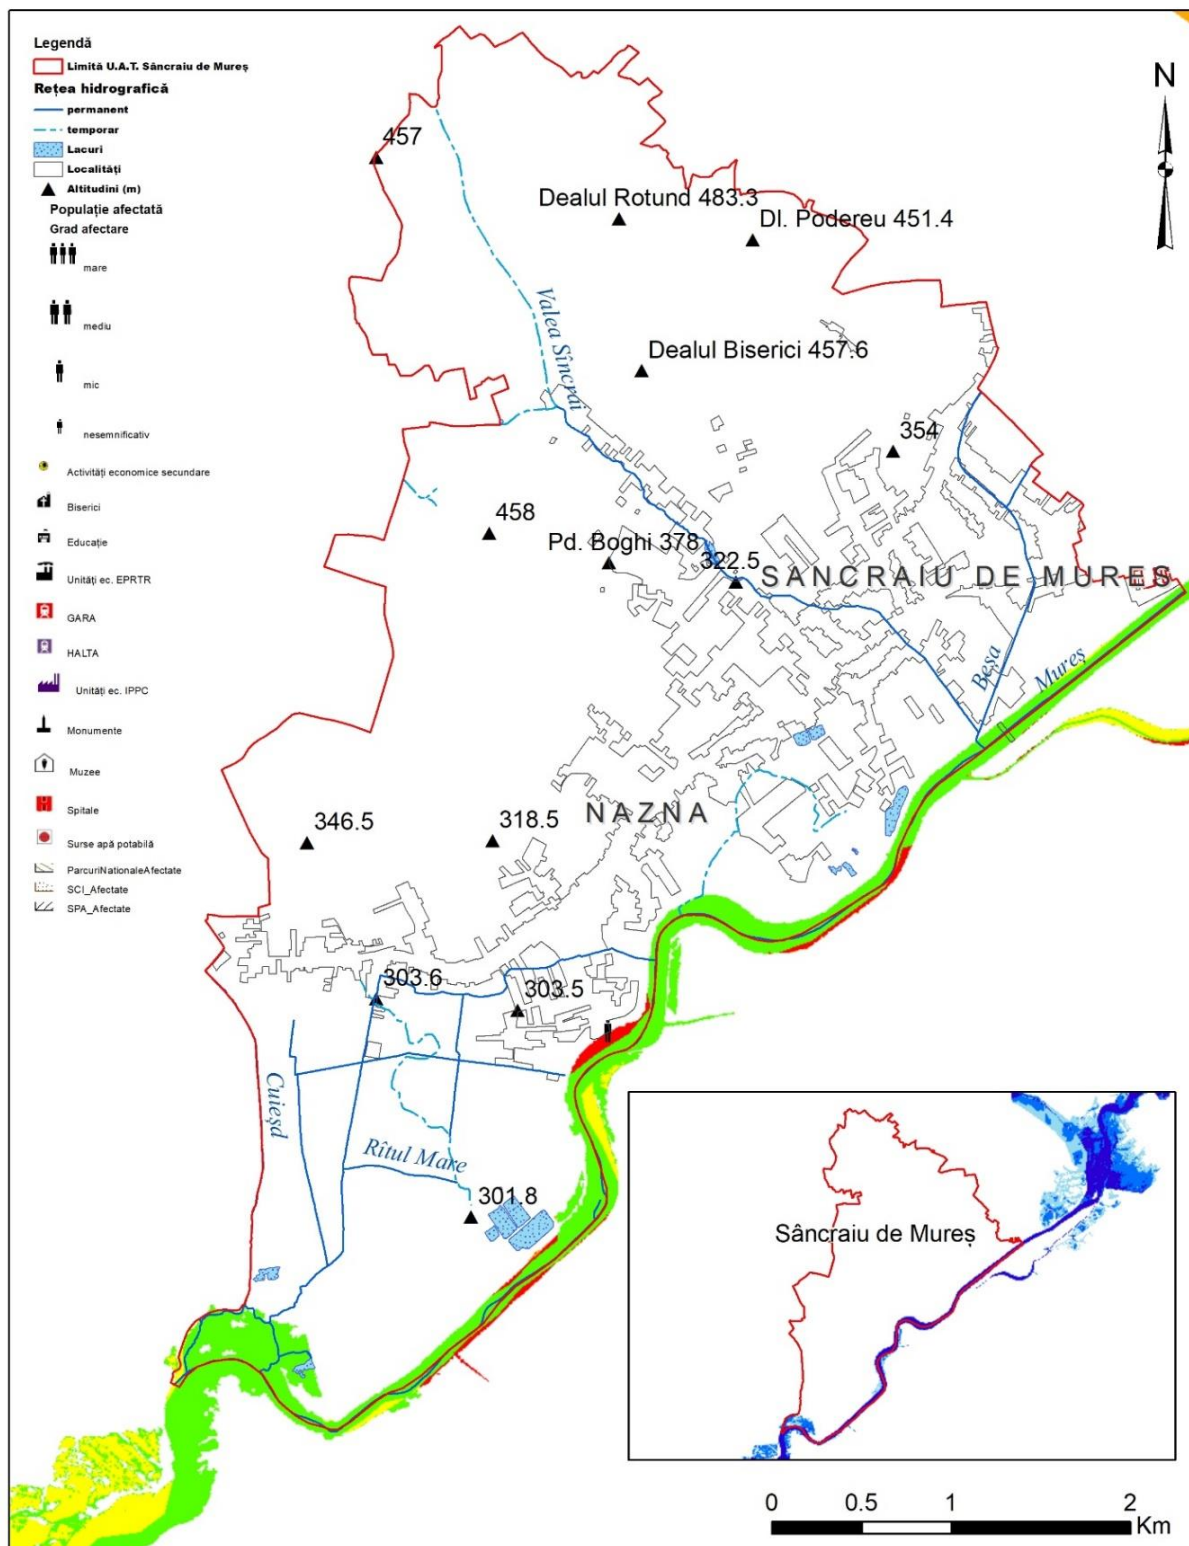 Legendă
Limită U.A.T. Sâncraiu de Mureș
Rețea hidrografică
permanent
temporar
Lacuri
Localități
Altitudini (m)
Populație afectată
Grad afectare
mare
mediu
mic
nesemnificativ
Activități economice secundare
Biserici
Educație
Unități ec. EPRTR
GARA
HALTA
Unități ec. IPPC
Monumente
Muzee
Spitale
Surse apă potabilă
ParcuriNationaleAfectate
SCI_Afectate
SPA_Afectate
N
457
Dealul Rotund 483.3
Dl. Podereu 451.4
Valea Sîncrai
Dealul Biserici 457.6
354
458
Pd. Boghi 378
322.5
SANCRAIU DE MURES
Beșa
Mureș
NAZNA
346.5
318.5
303.6
303.5
Cuieșd
Rîtul Mare
301.8
Sâncraiu de Mureș
0 0.5 1 2
Km